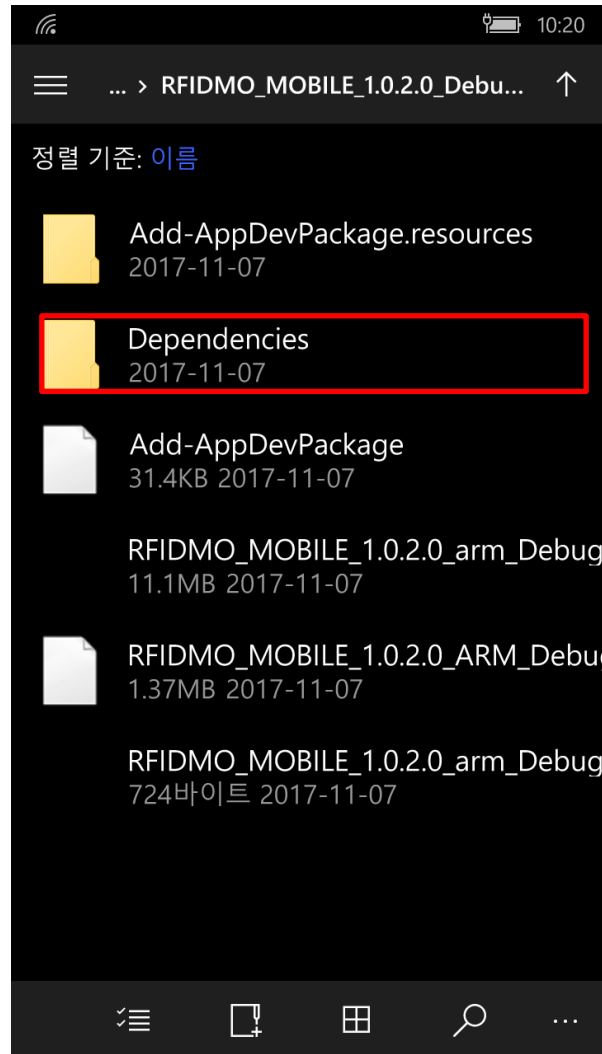 10:20
... > RFIDMO_MOBILE_1.0.2.0_Debu...
정렬 기준: 이름
Add-AppDevPackage.resources
2017-11-07
Dependencies
2017-11-07
Add-AppDevPackage
31.4KB 2017-11-07
RFIDMO_MOBILE_1.0.2.0_arm_Debug
11.1MB 2017-11-07
RFIDMO_MOBILE_1.0.2.0_ARM_Debu
1.37MB 2017-11-07
RFIDMO_MOBILE_1.0.2.0_arm_Debug
724바이트 2017-11-07